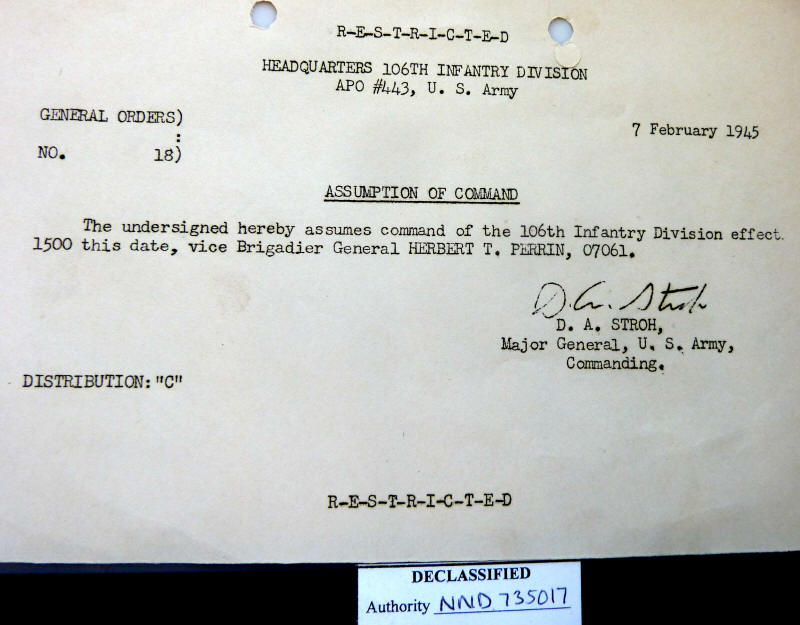 R-E-S-T-R-I-C-T-E-D
HEADQUARTERS 106TH INFANTRY DIVISION
APO #443, U. S. Army
GENERAL ORDERS)
:
7 February 1945
NO. 18)
ASSUMPTION OF COMMAND
The undersigned hereby assumes command of the 106th Infantry Division effect.
1500 this date, vice Brigadier General HERBERT T. PERRIN, 07061.
D. A. Stroh
D. A. STROH,
Major General, U. S. Army,
Commanding.
DISTRIBUTION: "C"
R-E-S-T-R-I-C-T-E-D
DECLASSIFIED
Authority NND 735017